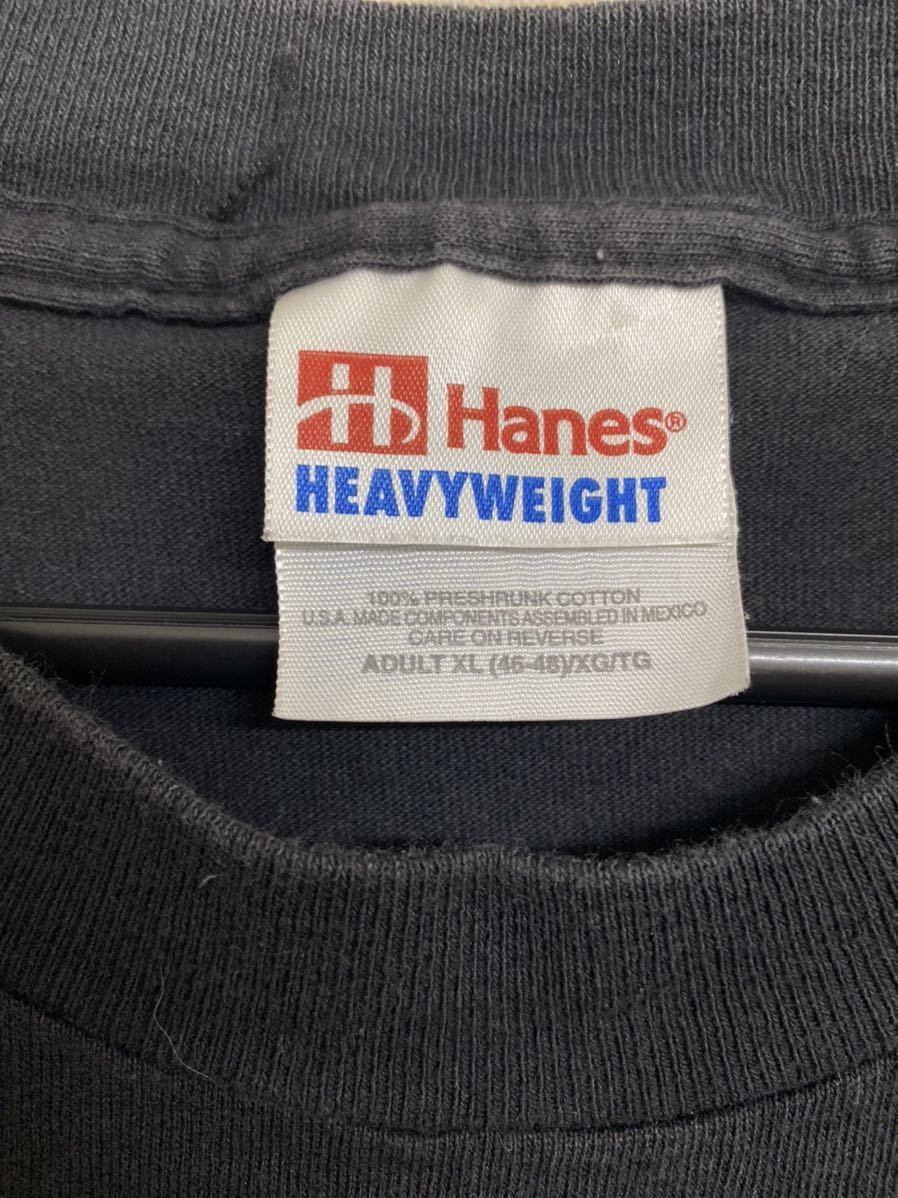 H Hanes®
HEAVYWEIGHT
100% PRESHRUNK COTTON
U.S.A. MADE COMPONENTS ASSEMBLED IN MEXICO
CARE ON REVERSE
ADULT XL (46-48)/XG/TG